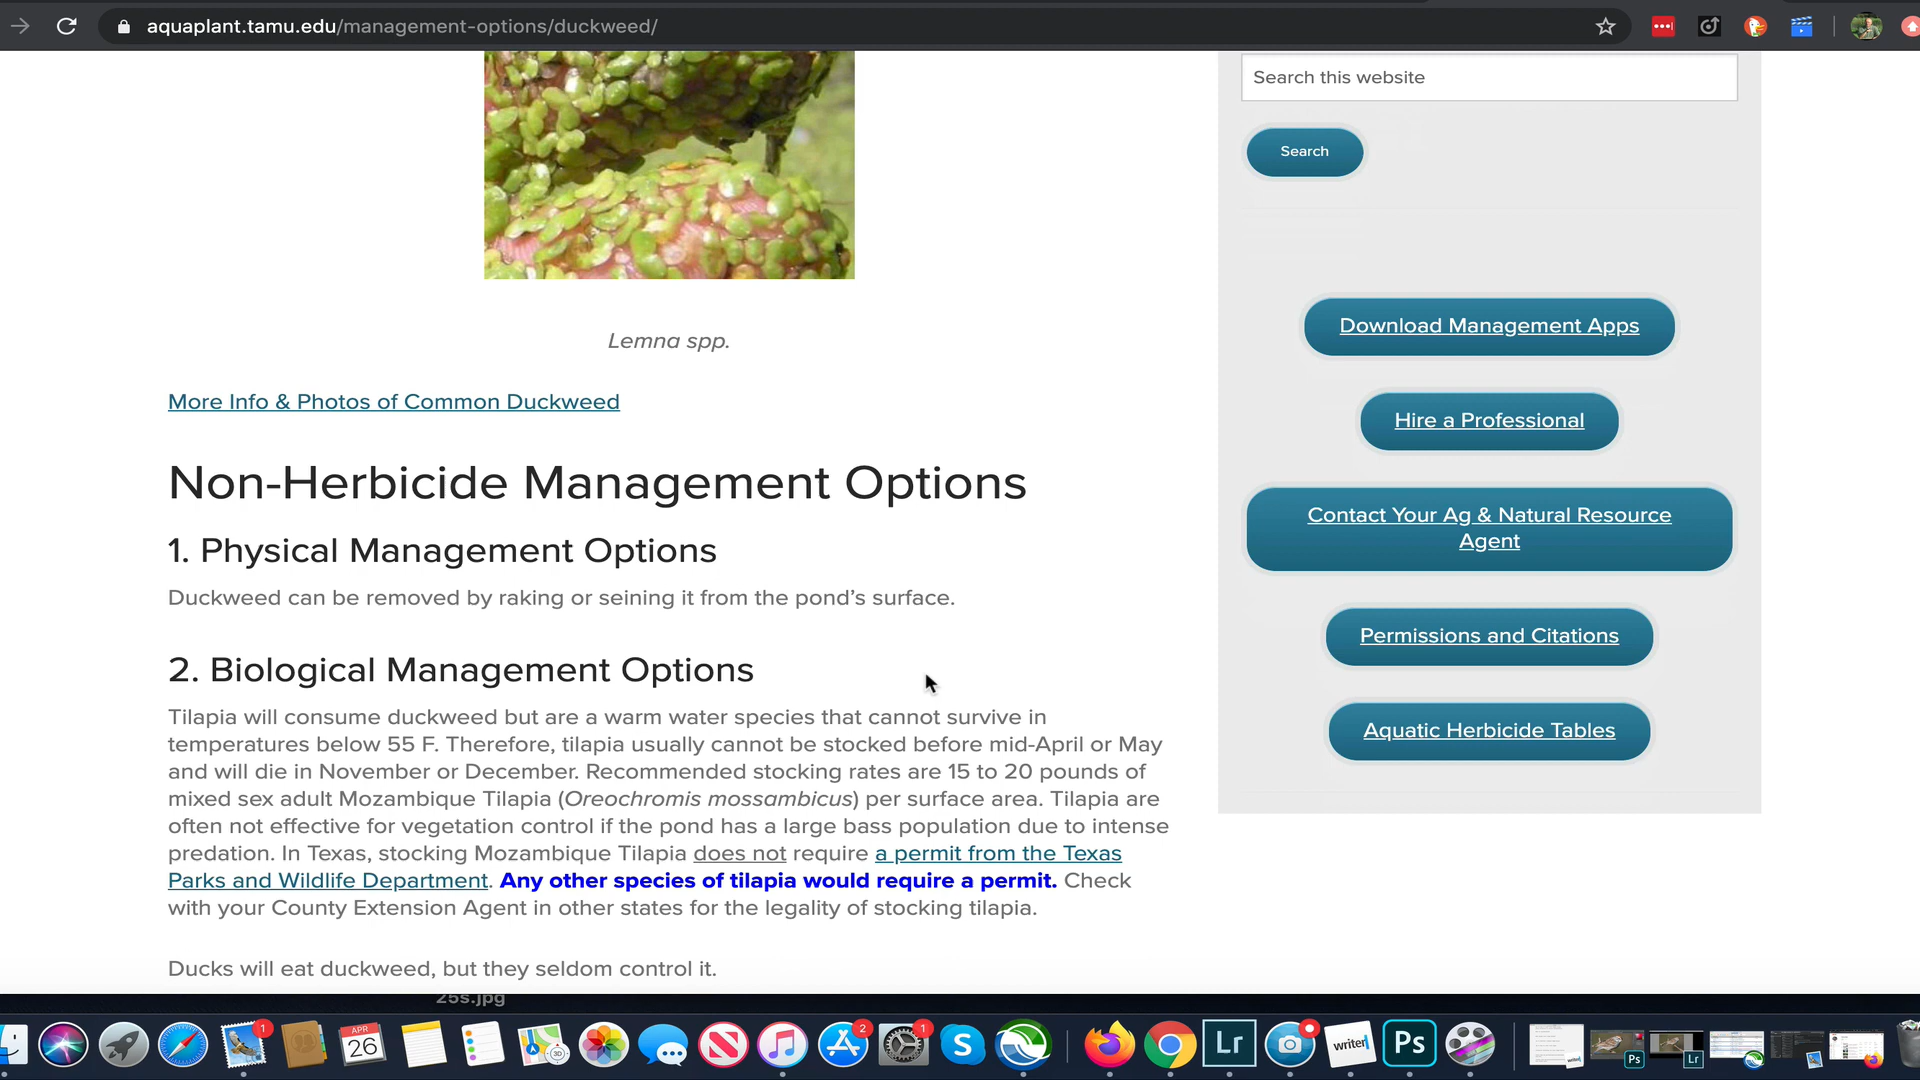 aquaplant.tamu.edu/management-options/duckweed/
Search this website
Search
Lemna spp.
More Info & Photos of Common Duckweed
Non-Herbicide Management Options
1. Physical Management Options
Duckweed can be removed by raking or seining it from the pond’s surface.
2. Biological Management Options
Tilapia will consume duckweed but are a warm water species that cannot survive in
temperatures below 55 F. Therefore, tilapia usually cannot be stocked before mid-April or May
and will die in November or December. Recommended stocking rates are 15 to 20 pounds of
mixed sex adult Mozambique Tilapia (Oreochromis mossambicus) per surface area. Tilapia are
often not effective for vegetation control if the pond has a large bass population due to intense
predation. In Texas, stocking Mozambique Tilapia does not require a permit from the Texas
Parks and Wildlife Department. Any other species of tilapia would require a permit. Check
with your County Extension Agent in other states for the legality of stocking tilapia.
Ducks will eat duckweed, but they seldom control it.
Download Management Apps
Hire a Professional
Contact Your Ag & Natural Resource
Agent
Permissions and Citations
Aquatic Herbicide Tables
25s.jpg
1
APR
26
3D
2
1
S
Lr
writer
Ps
Ps
Lr